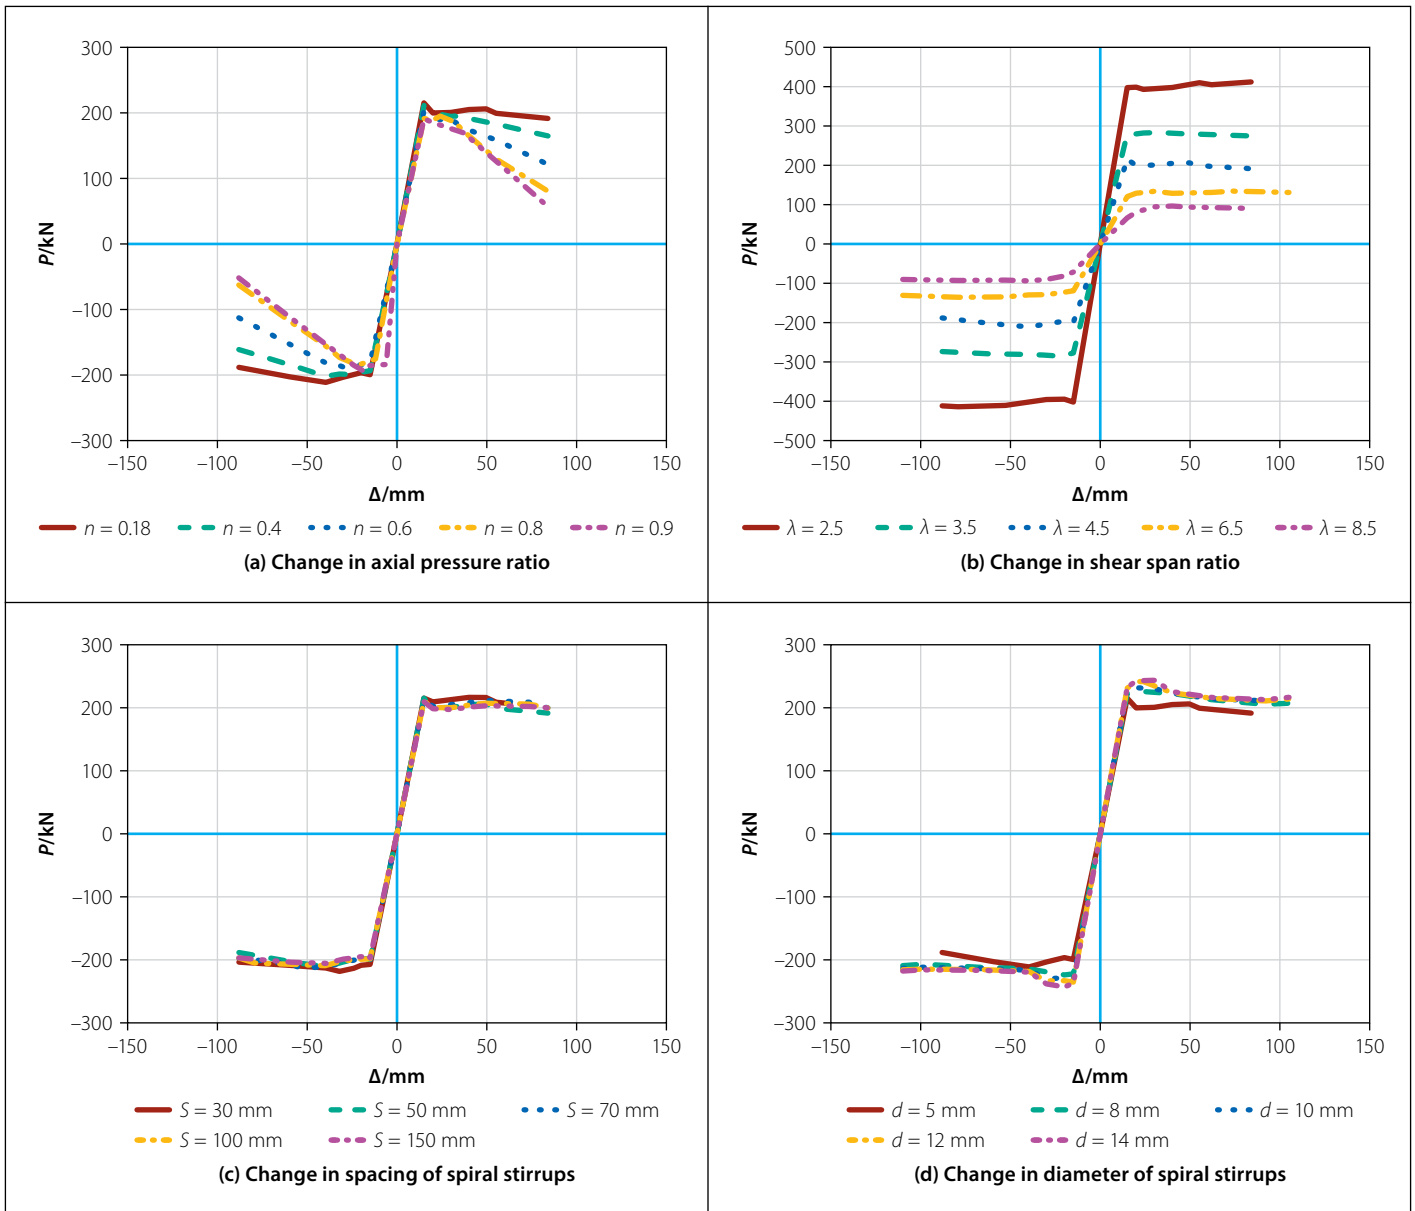 300
200
100
0
−100
−200
−300
P/kN
−150 −100 −50 0 50 100 150
Δ/mm
n = 0.18 n = 0.4 n = 0.6 n = 0.8 n = 0.9
(a) Change in axial pressure ratio
500
400
300
200
100
0
−100
−200
−300
−400
−500
P/kN
−150 −100 −50 0 50 100 150
Δ/mm
λ = 2.5 λ = 3.5 λ = 4.5 λ = 6.5 λ = 8.5
(b) Change in shear span ratio
300
200
100
0
−100
−200
−300
P/kN
−150 −100 −50 0 50 100 150
Δ/mm
S = 30 mm S = 50 mm S = 70 mm
S = 100 mm S = 150 mm
(c) Change in spacing of spiral stirrups
300
200
100
0
−100
−200
−300
P/kN
−150 −100 −50 0 50 100 150
Δ/mm
d = 5 mm d = 8 mm d = 10 mm
d = 12 mm d = 14 mm
(d) Change in diameter of spiral stirrups